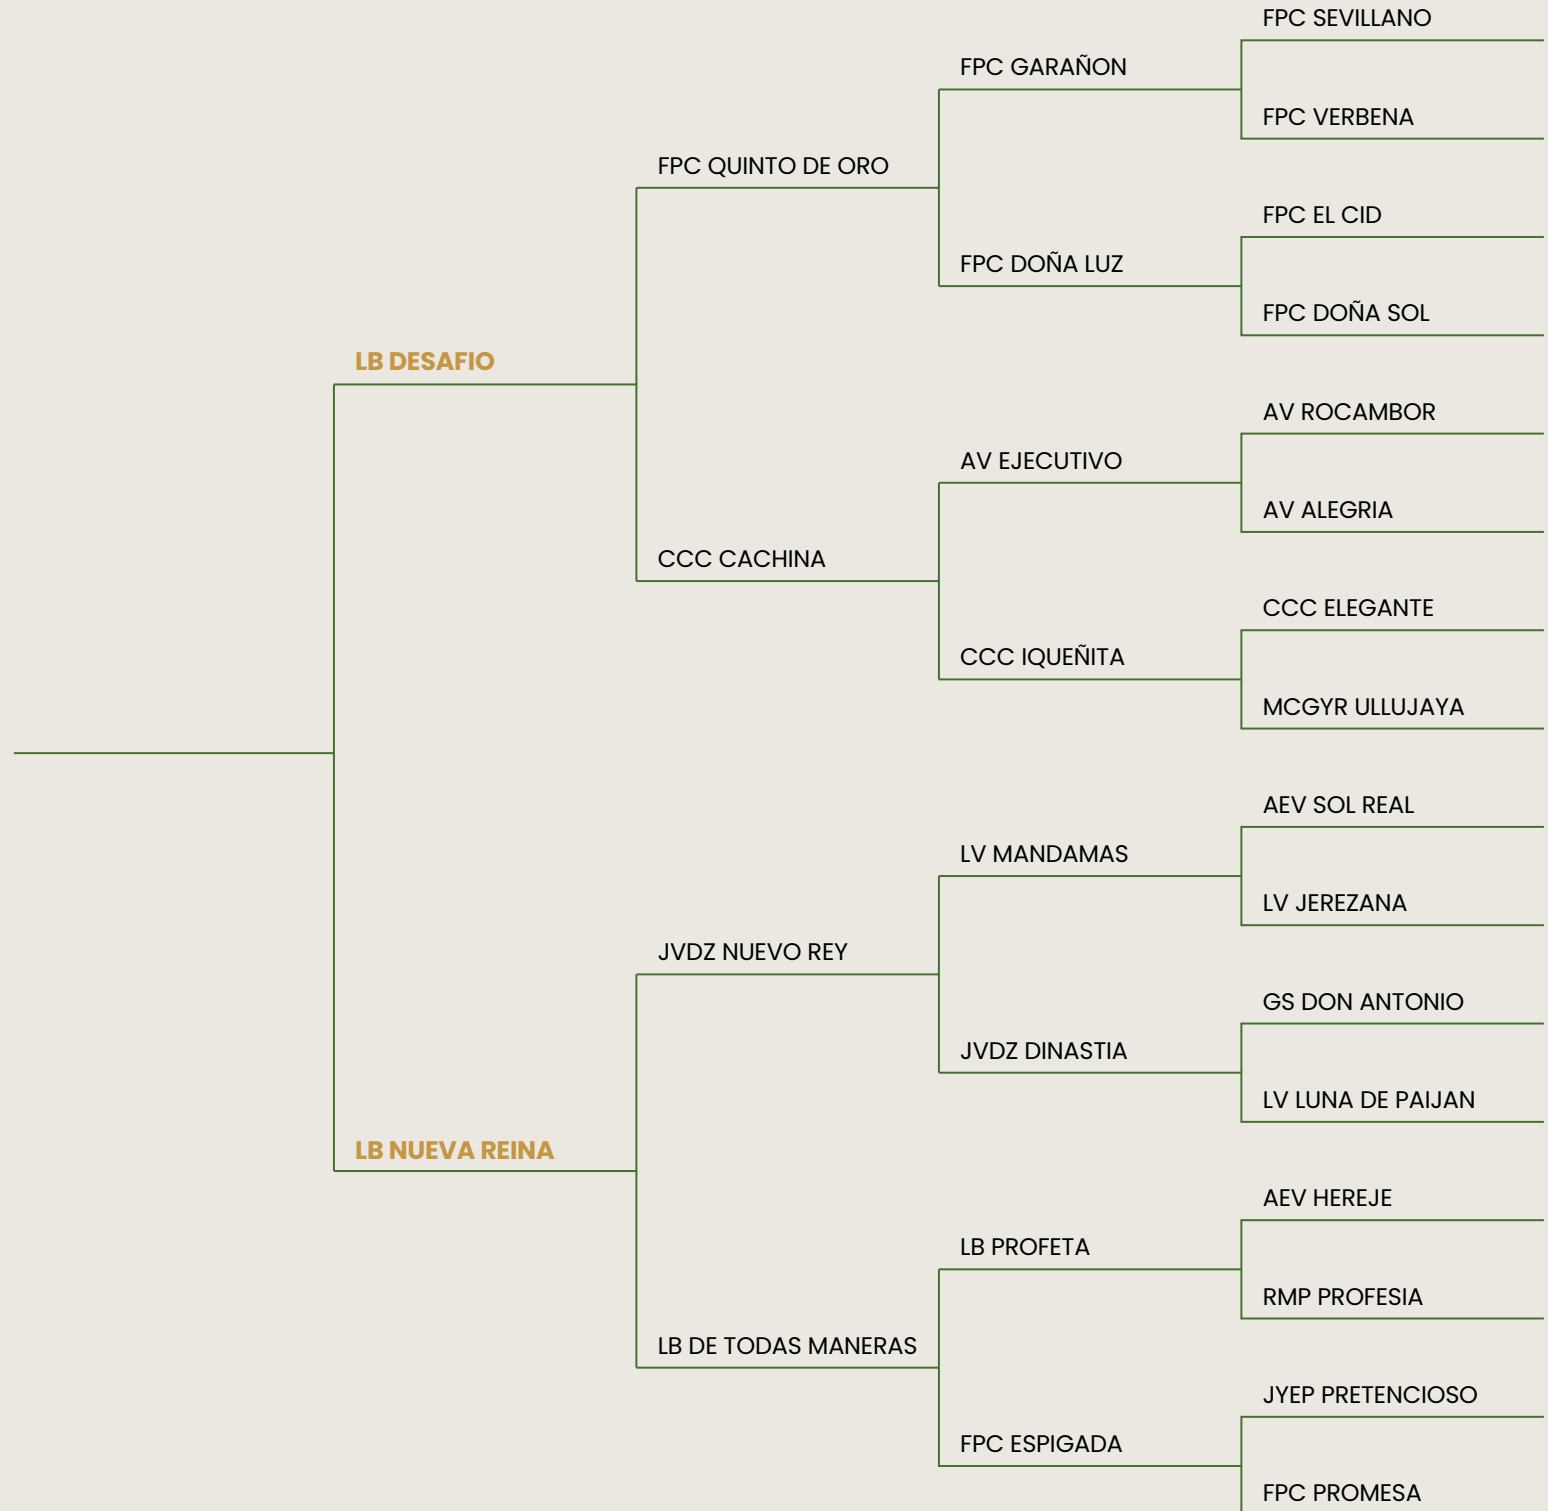 FPC SEVILLANO
FPC GARAÑON
FPC VERBENA
FPC QUINTO DE ORO
FPC EL CID
FPC DOÑA LUZ
FPC DOÑA SOL
LB DESAFIO
AV ROCAMBOR
AV EJECUTIVO
AV ALEGRIA
CCC CACHINA
CCC ELEGANTE
CCC IQUEÑITA
MCGYR ULLUJAYA
AEV SOL REAL
LV MANDAMAS
LV JEREZANA
JVDZ NUEVO REY
GS DON ANTONIO
JVDZ DINASTIA
LV LUNA DE PAIJAN
LB NUEVA REINA
AEV HEREJE
LB PROFETA
RMP PROFESIA
LB DE TODAS MANERAS
JYEP PRETENCIOSO
FPC ESPIGADA
FPC PROMESA